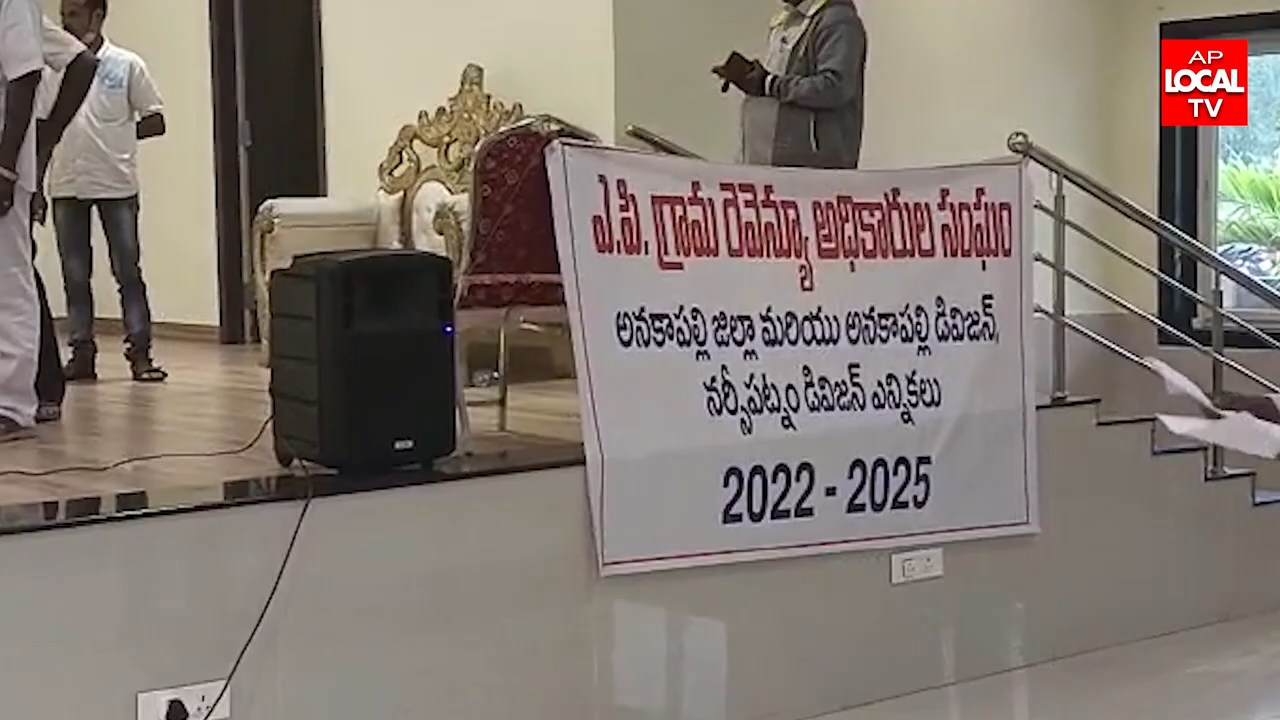 AP
LOCAL
TV
ఎ.పి. గ్రామ రెవెన్యూ అధికారుల సంఘం
అనకాపల్లి జిల్లా మరియు అనకాపల్లి డివిజన్,
నర్సీపట్నం డివిజన్ ఎన్నికలు
2022 - 2025